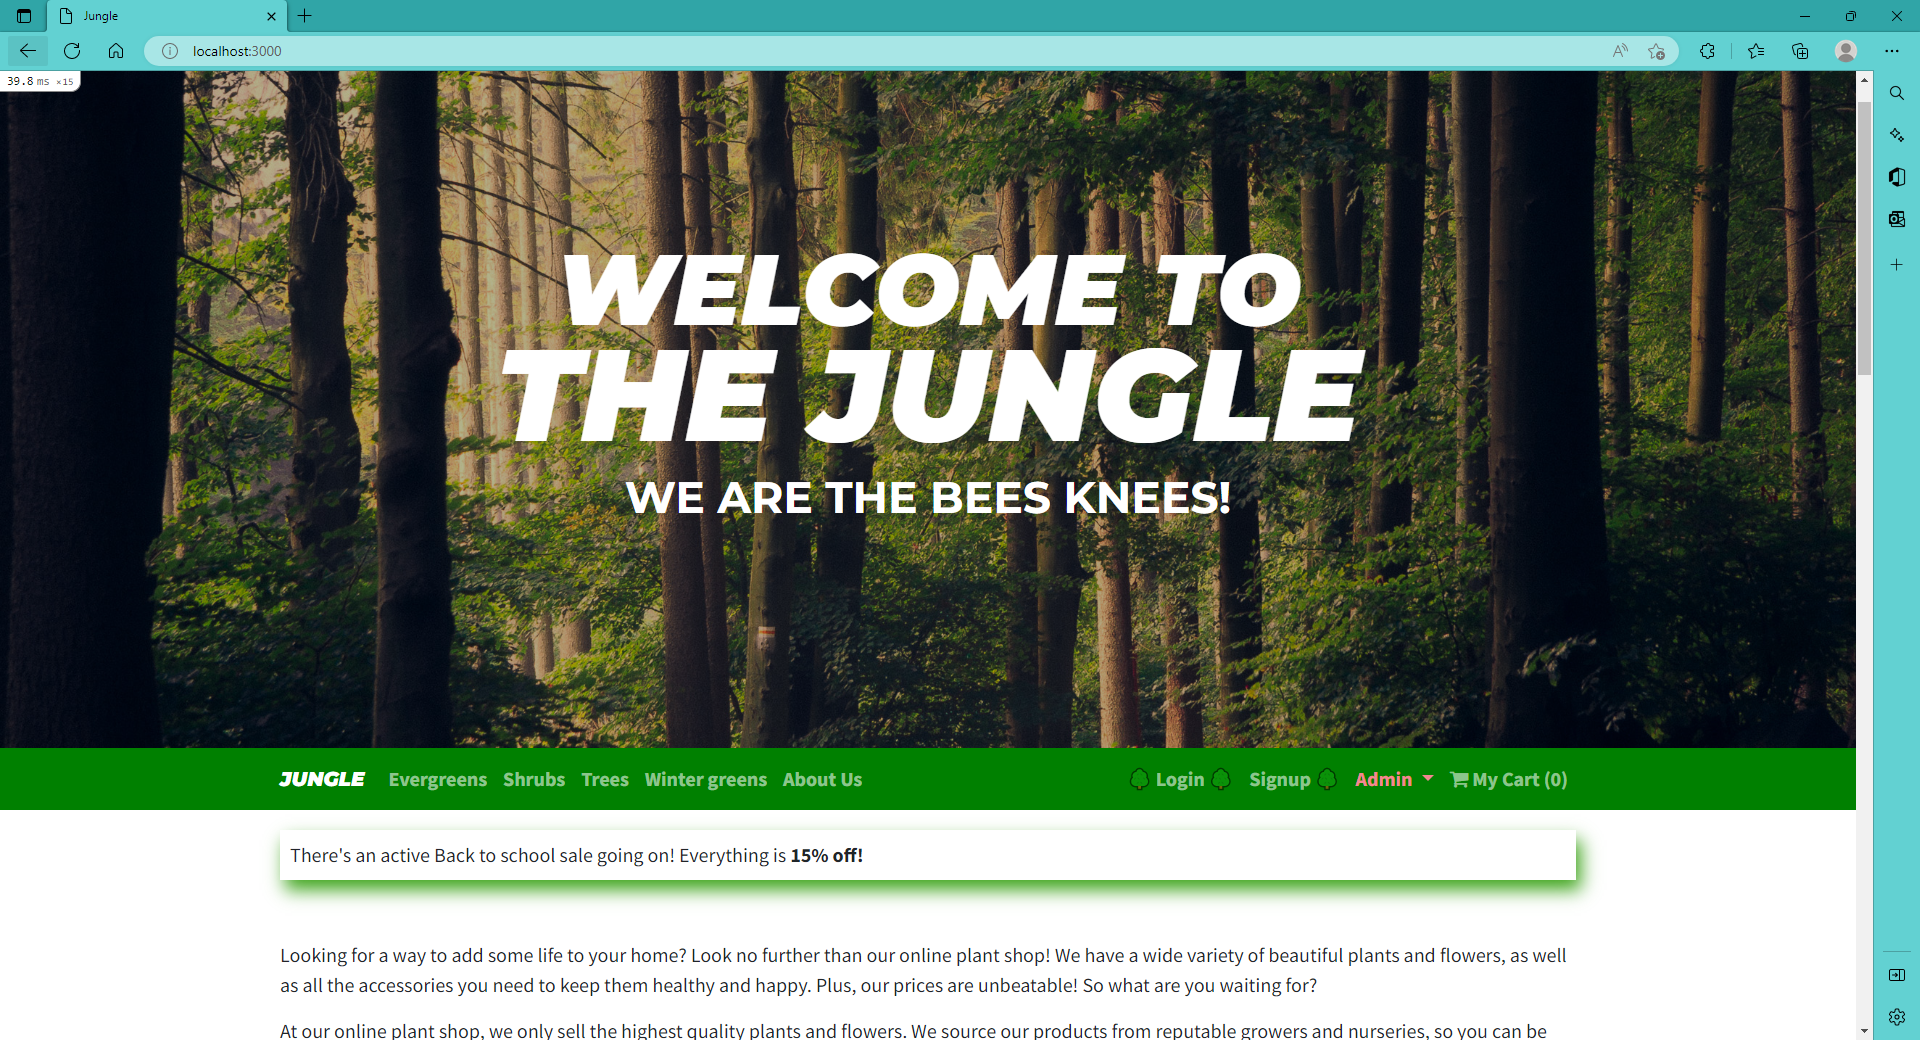 Jungle
localhost:3000
39.8 ms ×15
WELCOME TO
THE JUNGLE
WE ARE THE BEES KNEES!
JUNGLE Evergreens Shrubs Trees Winter greens About Us Login Signup Admin My Cart (0)
There's an active Back to school sale going on! Everything is 15% off!
Looking for a way to add some life to your home? Look no further than our online plant shop! We have a wide variety of beautiful plants and flowers, as well
as all the accessories you need to keep them healthy and happy. Plus, our prices are unbeatable! So what are you waiting for?
At our online plant shop, we only sell the highest quality plants and flowers. We source our products from reputable growers and nurseries, so you can be